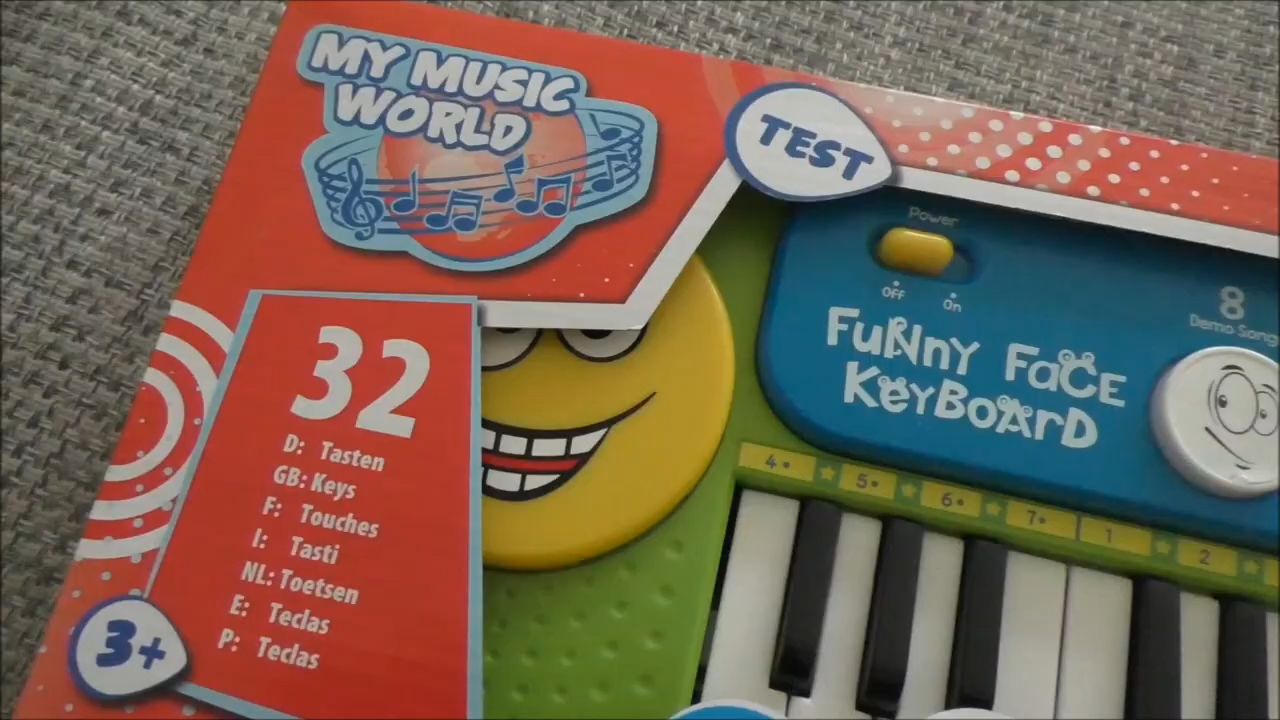 MY MUSIC
WORLD
TEST
Power
Off
On
8
Demo Song
FUNNY FACE
KEYBOARD
32
D: Tasten
GB: Keys
F: Touches
I: Tasti
NL: Toetsen
E: Teclas
P: Teclas
3+
4•
5•
6•
7•
1
2